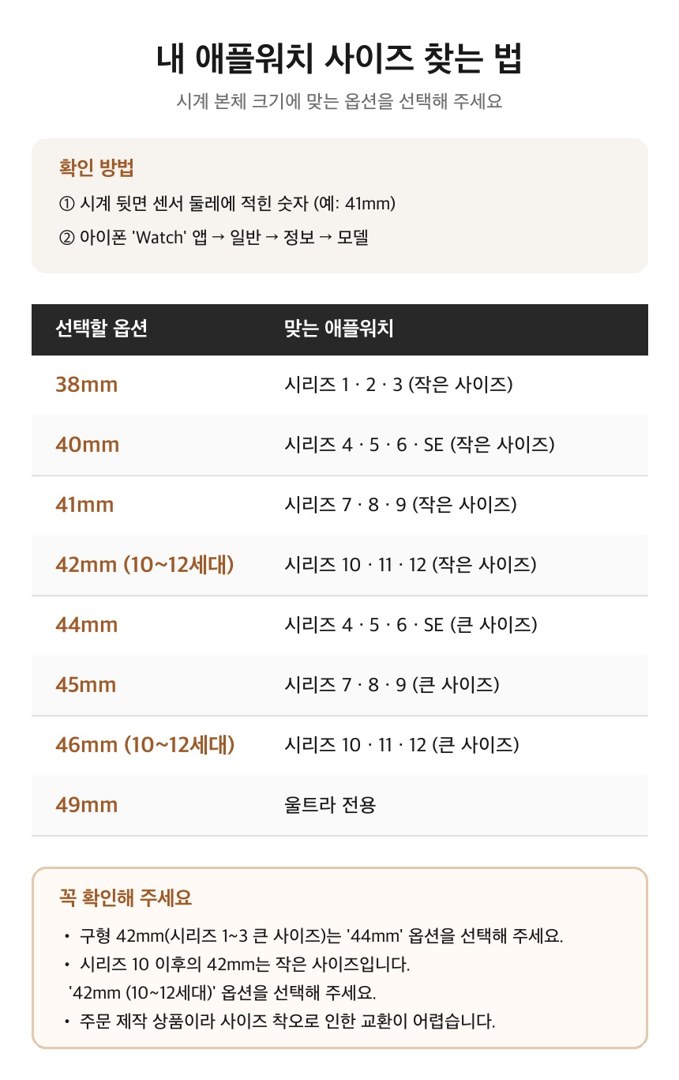 내 애플워치 사이즈 찾는 법
시계 본체 크기에 맞는 옵션을 선택해 주세요
확인 방법
① 시계 뒷면 센서 둘레에 적힌 숫자 (예: 41mm)
② 아이폰 'Watch' 앱 → 일반 → 정보 → 모델
선택할 옵션 맞는 애플워치
38mm 시리즈 1 · 2 · 3 (작은 사이즈)
40mm 시리즈 4 · 5 · 6 · SE (작은 사이즈)
41mm 시리즈 7 · 8 · 9 (작은 사이즈)
42mm (10~12세대) 시리즈 10 · 11 · 12 (작은 사이즈)
44mm 시리즈 4 · 5 · 6 · SE (큰 사이즈)
45mm 시리즈 7 · 8 · 9 (큰 사이즈)
46mm (10~12세대) 시리즈 10 · 11 · 12 (큰 사이즈)
49mm 울트라 전용
꼭 확인해 주세요
• 구형 42mm(시리즈 1~3 큰 사이즈)는 '44mm' 옵션을 선택해 주세요.
• 시리즈 10 이후의 42mm는 작은 사이즈입니다.
'42mm (10~12세대)' 옵션을 선택해 주세요.
• 주문 제작 상품이라 사이즈 착오로 인한 교환이 어렵습니다.